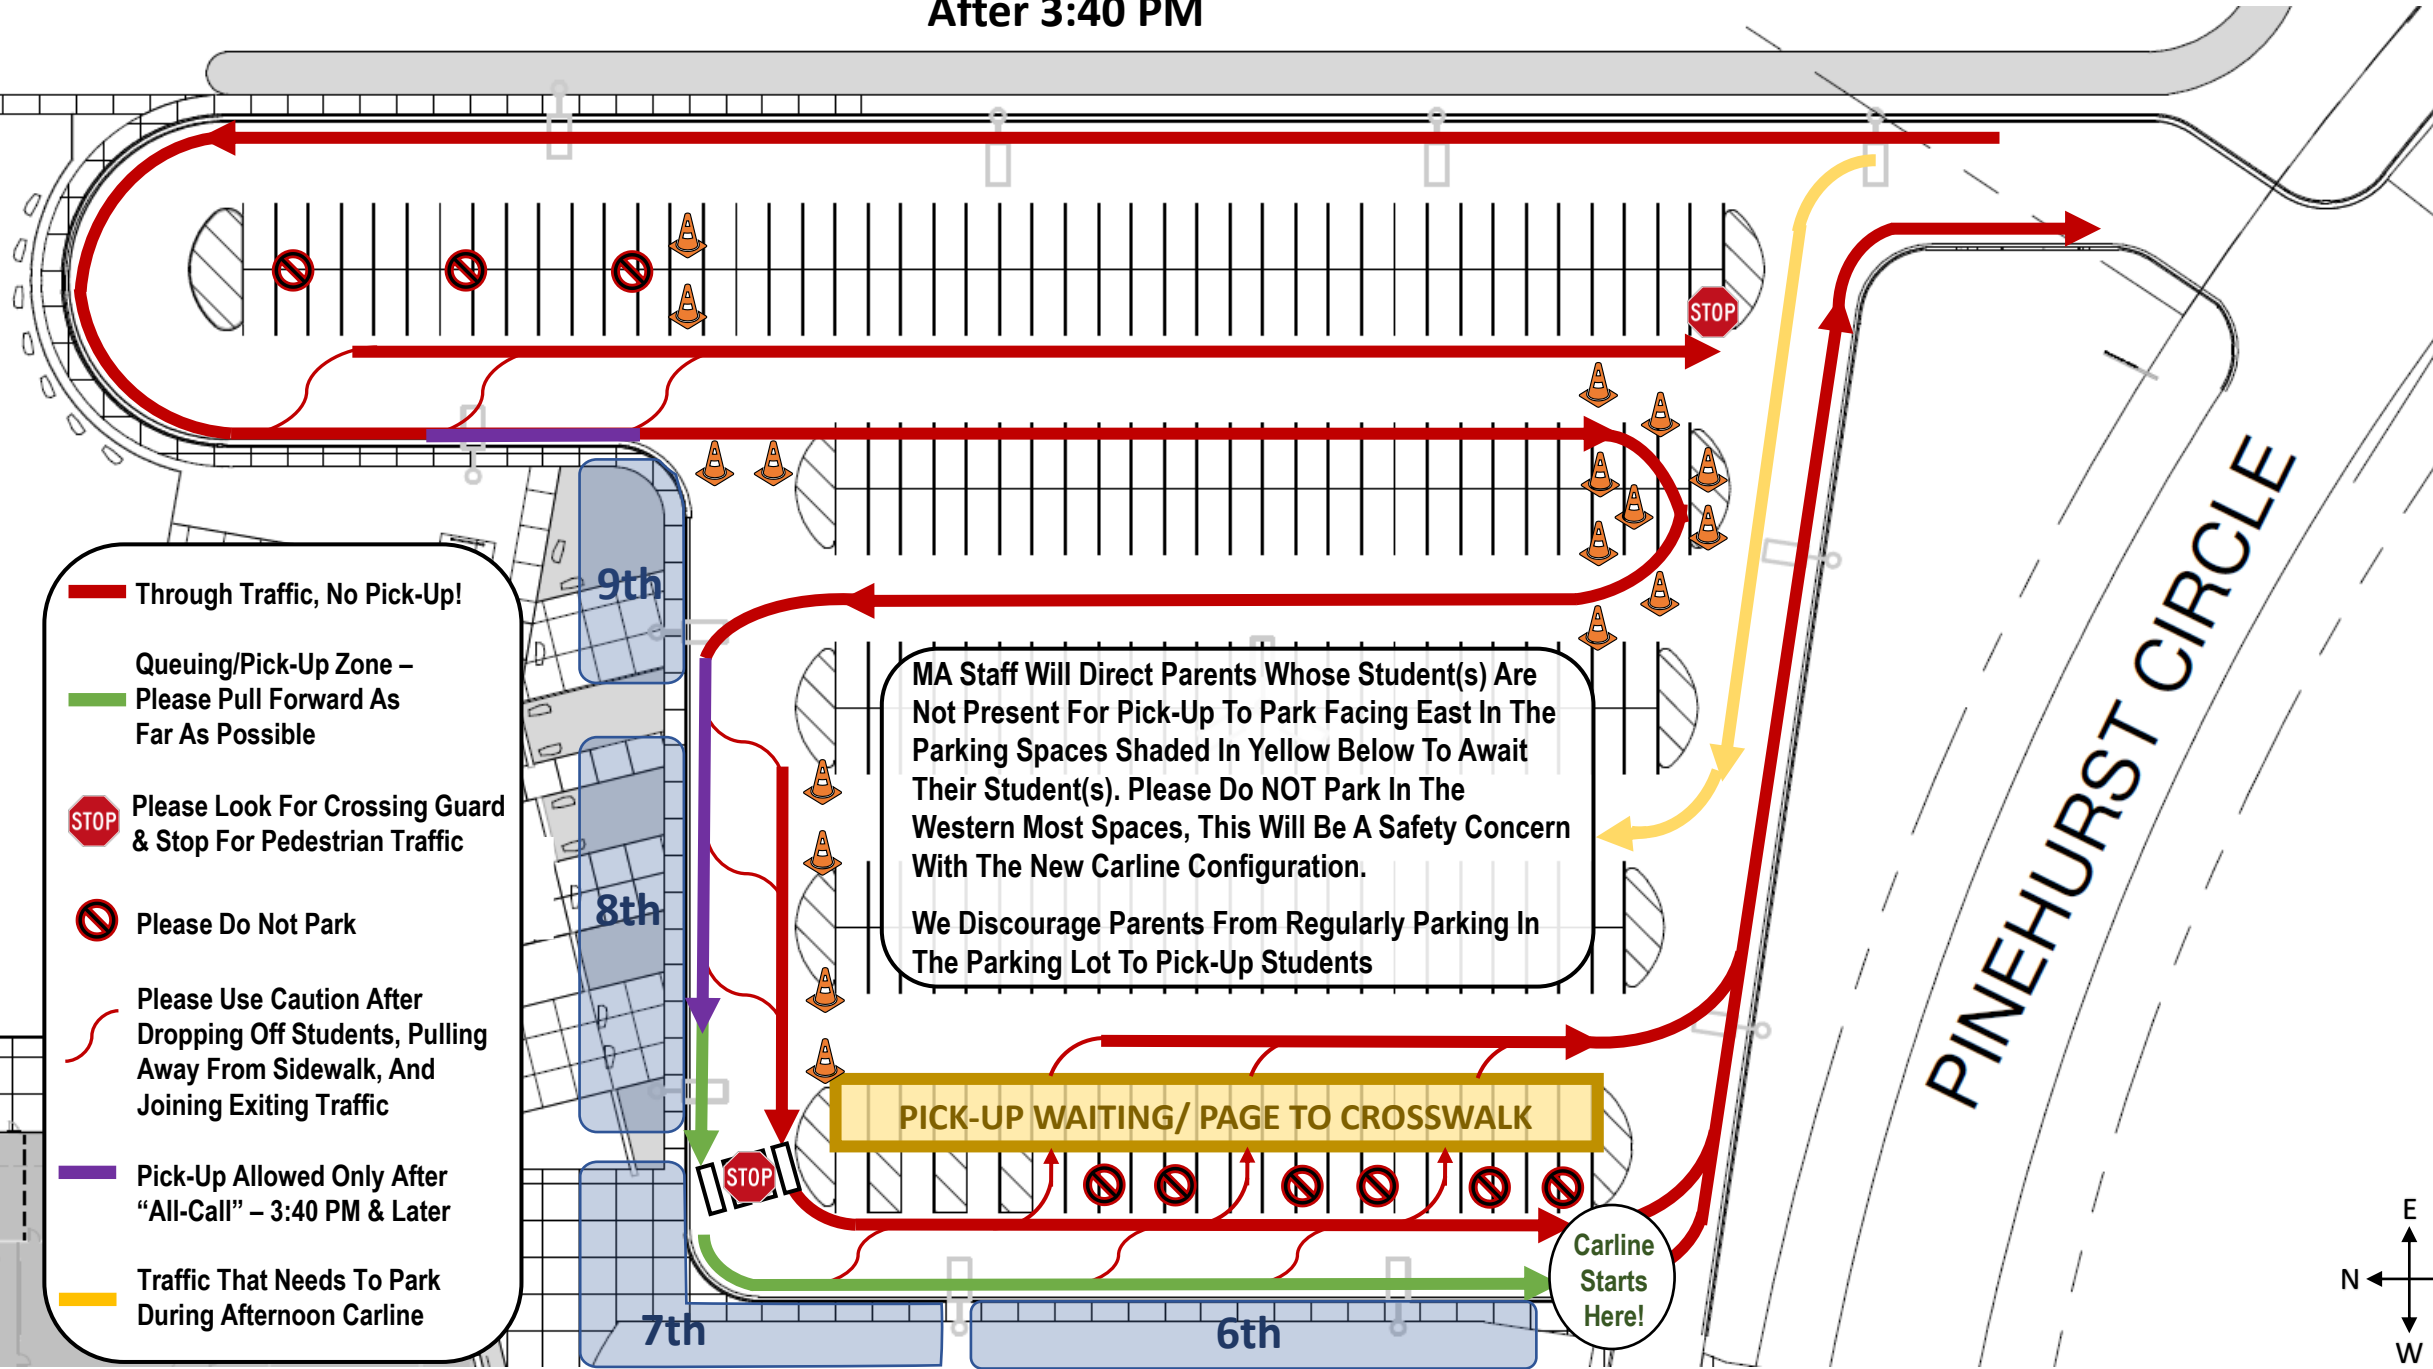 After 3:40 PM
STOP
9th
8th
7th
6th
Through Traffic, No Pick-Up!
Queuing/Pick-Up Zone –
Please Pull Forward As
Far As Possible
STOP
Please Look For Crossing Guard
& Stop For Pedestrian Traffic
Please Do Not Park
Please Use Caution After
Dropping Off Students, Pulling
Away From Sidewalk, And
Joining Exiting Traffic
Pick-Up Allowed Only After
“All-Call” – 3:40 PM & Later
Traffic That Needs To Park
During Afternoon Carline
MA Staff Will Direct Parents Whose Student(s) Are
Not Present For Pick-Up To Park Facing East In The
Parking Spaces Shaded In Yellow Below To Await
Their Student(s). Please Do NOT Park In The
Western Most Spaces, This Will Be A Safety Concern
With The New Carline Configuration.
We Discourage Parents From Regularly Parking In
The Parking Lot To Pick-Up Students
PICK-UP WAITING/ PAGE TO CROSSWALK
STOP
Carline
Starts
Here!
PINEHURST CIRCLE
E
N
W